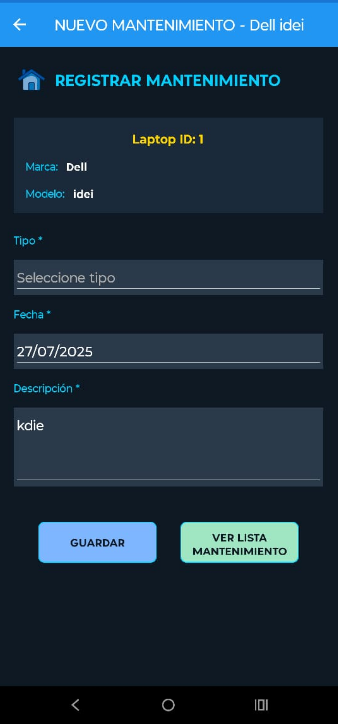 NUEVO MANTENIMIENTO - Dell idei
REGISTRAR MANTENIMIENTO
Laptop ID: 1
Marca: Dell
Modelo: idei
Tipo *
Seleccione tipo
Fecha *
27/07/2025
Descripción *
kdie
GUARDAR
VER LISTA
MANTENIMIENTO